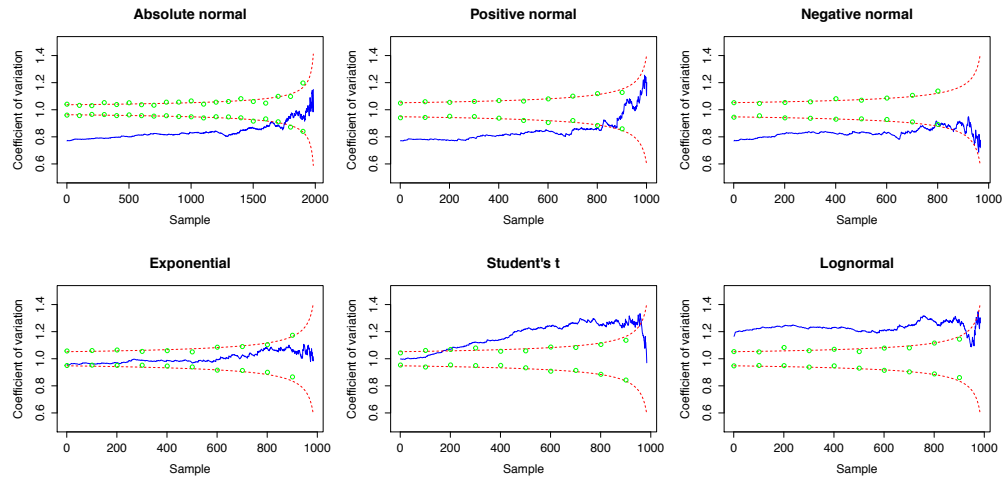 Absolute normal
Coefficient of variation
0.6 0.8 1.0 1.2 1.4
0 500 1000 1500 2000
Sample
Positive normal
Coefficient of variation
0.6 0.8 1.0 1.2 1.4
0 200 400 600 800 1000
Sample
Negative normal
Coefficient of variation
0.6 0.8 1.0 1.2 1.4
0 200 400 600 800 1000
Sample
Exponential
Coefficient of variation
0.6 0.8 1.0 1.2 1.4
0 200 400 600 800 1000
Sample
Student's t
Coefficient of variation
0.6 0.8 1.0 1.2 1.4
0 200 400 600 800 1000
Sample
Lognormal
Coefficient of variation
0.6 0.8 1.0 1.2 1.4
0 200 400 600 800 1000
Sample